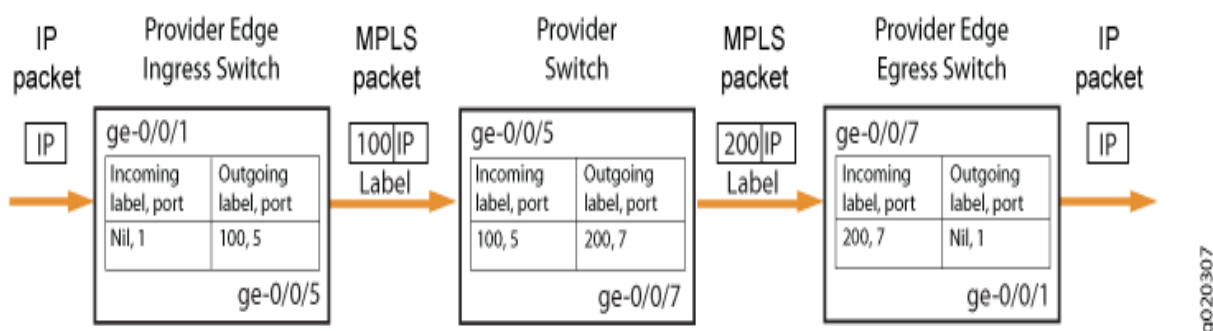 IP
packet
Provider Edge
Ingress Switch
MPLS
packet
Provider
Switch
MPLS
packet
Provider Edge
Egress Switch
IP
packet
IP
ge-0/0/1
Incoming
label, port
Outgoing
label, port
Nil, 1
100, 5
ge-0/0/5
100 IP
Label
ge-0/0/5
Incoming
label, port
Outgoing
label, port
100, 5
200, 7
ge-0/0/7
200 IP
Label
ge-0/0/7
Incoming
label, port
Outgoing
label, port
200, 7
Nil, 1
ge-0/0/1
IP
g020307